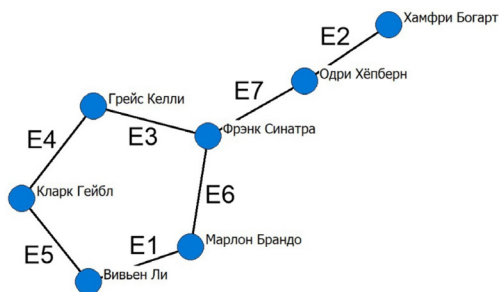 Хамфри Богарт
E2
Одри Хёпберн
E7
Грейс Келли
Фрэнк Синатра
E3
E4
Кларк Гейбл
E6
Марлон Брандо
E1
E5
Вивьен Ли